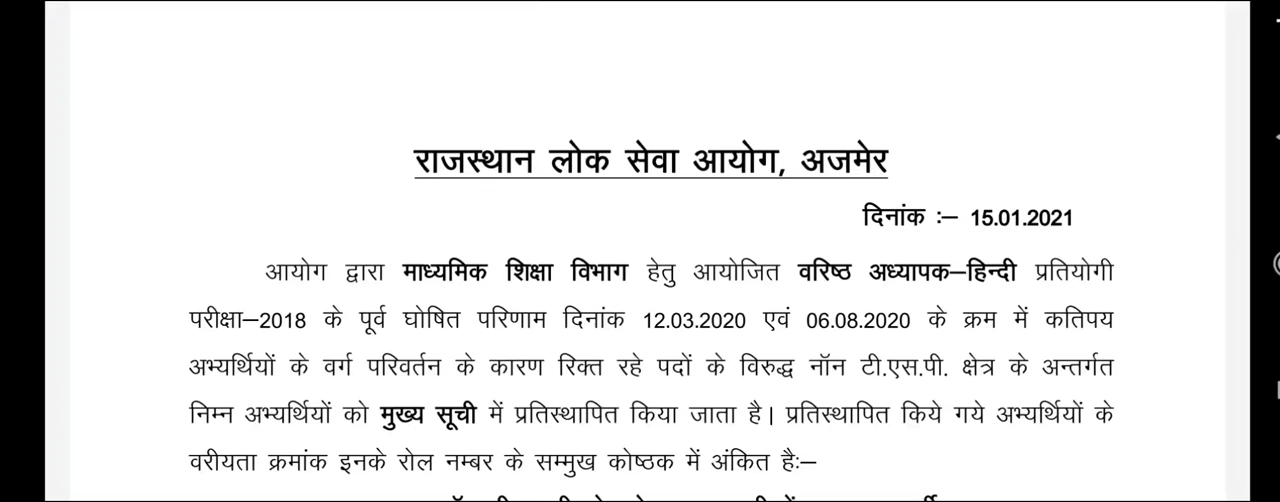 राजस्थान लोक सेवा आयोग, अजमेर
दिनांक :– 15.01.2021
आयोग द्वारा माध्यमिक शिक्षा विभाग हेतु आयोजित वरिष्ठ अध्यापक–हिन्दी प्रतियोगी
परीक्षा–2018 के पूर्व घोषित परिणाम दिनांक 12.03.2020 एवं 06.08.2020 के क्रम में कतिपय
अभ्यर्थियों के वर्ग परिवर्तन के कारण रिक्त रहे पदों के विरुद्ध नॉन टी.एस.पी. क्षेत्र के अन्तर्गत
निम्न अभ्यर्थियों को मुख्य सूची में प्रतिस्थापित किया जाता है। प्रतिस्थापित किये गये अभ्यर्थियों के
वरीयता क्रमांक इनके रोल नम्बर के सम्मुख कोष्ठक में अंकित हैः–